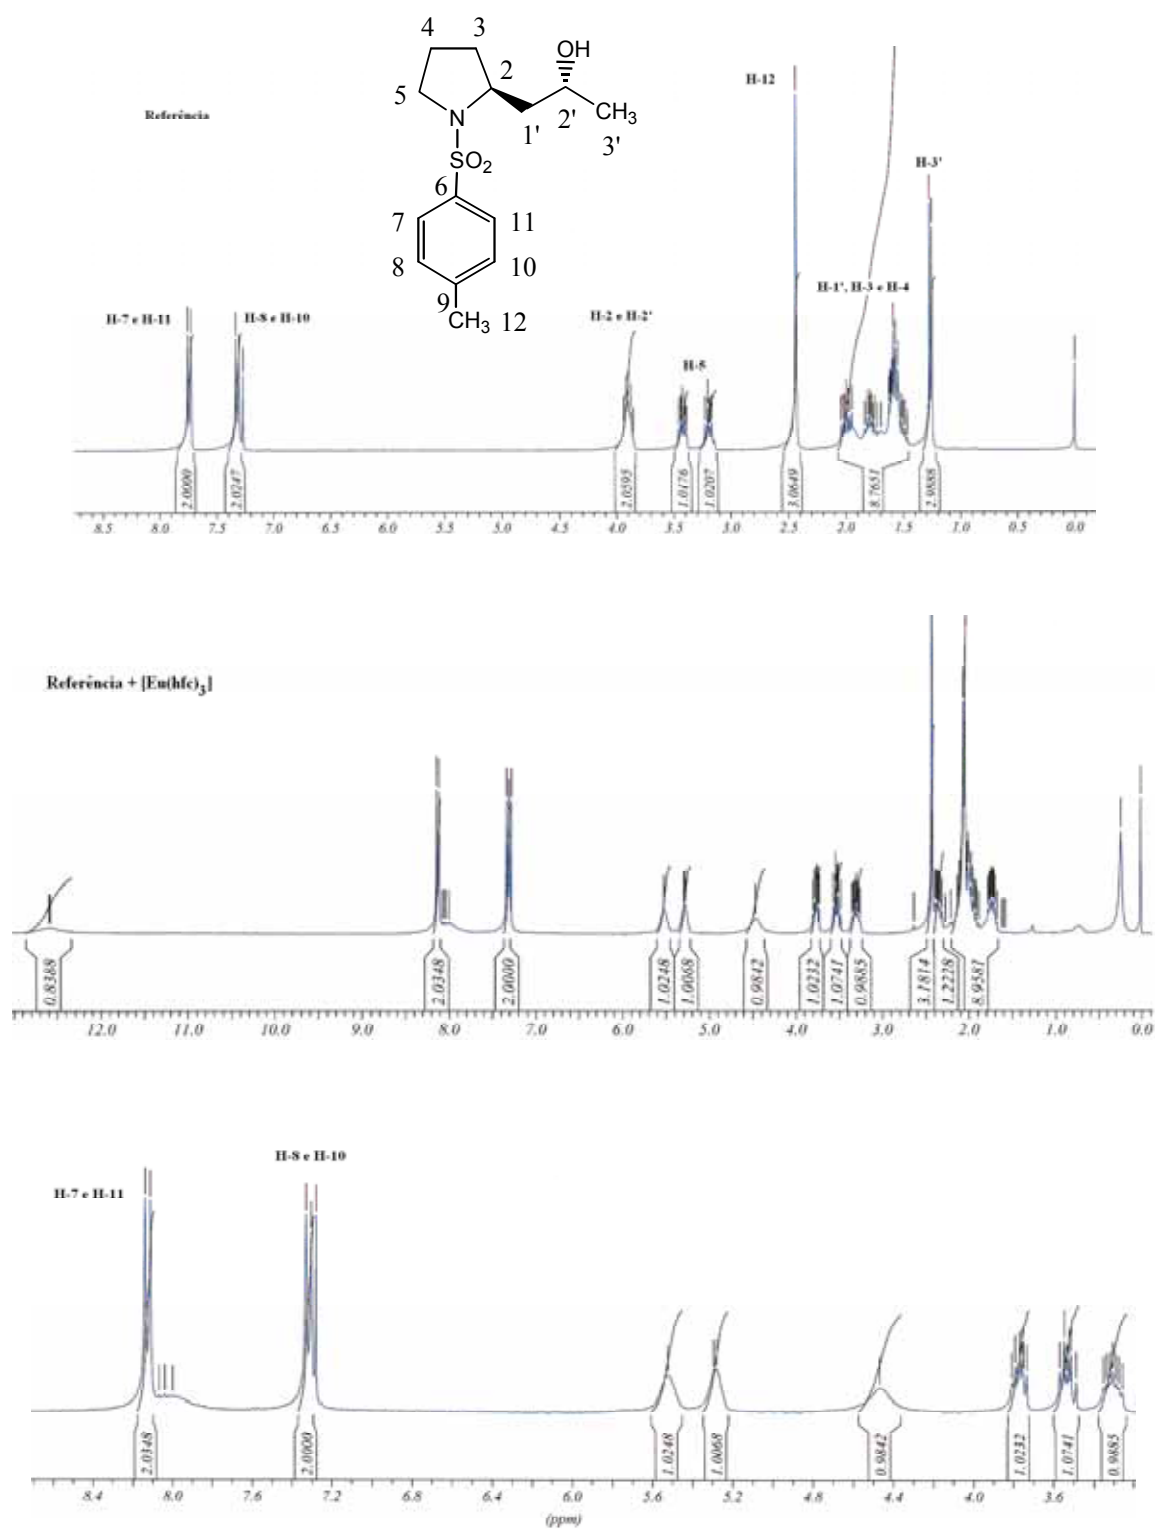 4 3
OH
Referência
2
H-12
5
N
1'
2'
CH₃
3'
SO₂
H-3'
6
7 11
8 10
H-1', H-3 e H-4
9
CH₃ 12
H-7 e H-11 H-8 e H-10 H-2 e H-2'
H-5
2.0000 2.0247 2.0595 1.0176 1.0207 3.0649 8.7651 2.9888
8.5 8.0 7.5 7.0 6.5 6.0 5.5 5.0 4.5 4.0 3.5 3.0 2.5 2.0 1.5 1.0 0.5 0.0
Referência + [Eu(hfc)₃]
0.8388 2.0348 2.0000 1.0248 1.0068 0.9842 1.0232 1.0741 0.9885 3.1814 1.2228 8.9581
12.0 11.0 10.0 9.0 8.0 7.0 6.0 5.0 4.0 3.0 2.0 1.0 0.0
H-8 e H-10
H-7 e H-11
2.0348 2.0000 1.0248 1.0068 0.9842 1.0232 1.0741 0.9885
8.4 8.0 7.6 7.2 6.8 6.4 6.0 5.6 5.2 4.8 4.4 4.0 3.6
(ppm)